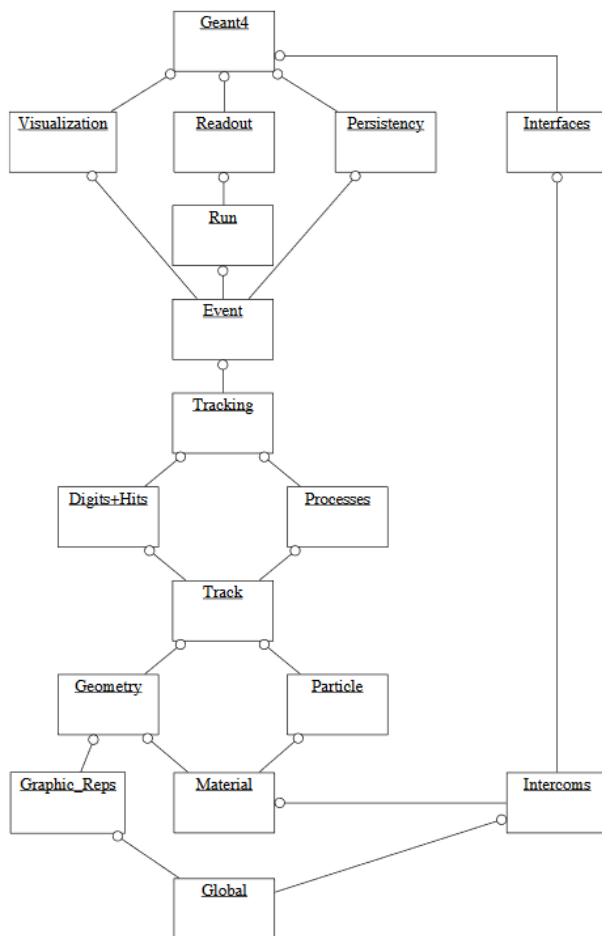 Geant4
Visualization
Readout
Persistency
Interfaces
Run
Event
Tracking
Digits+Hits
Processes
Track
Geometry
Particle
Graphic_Reps
Material
Intercoms
Global